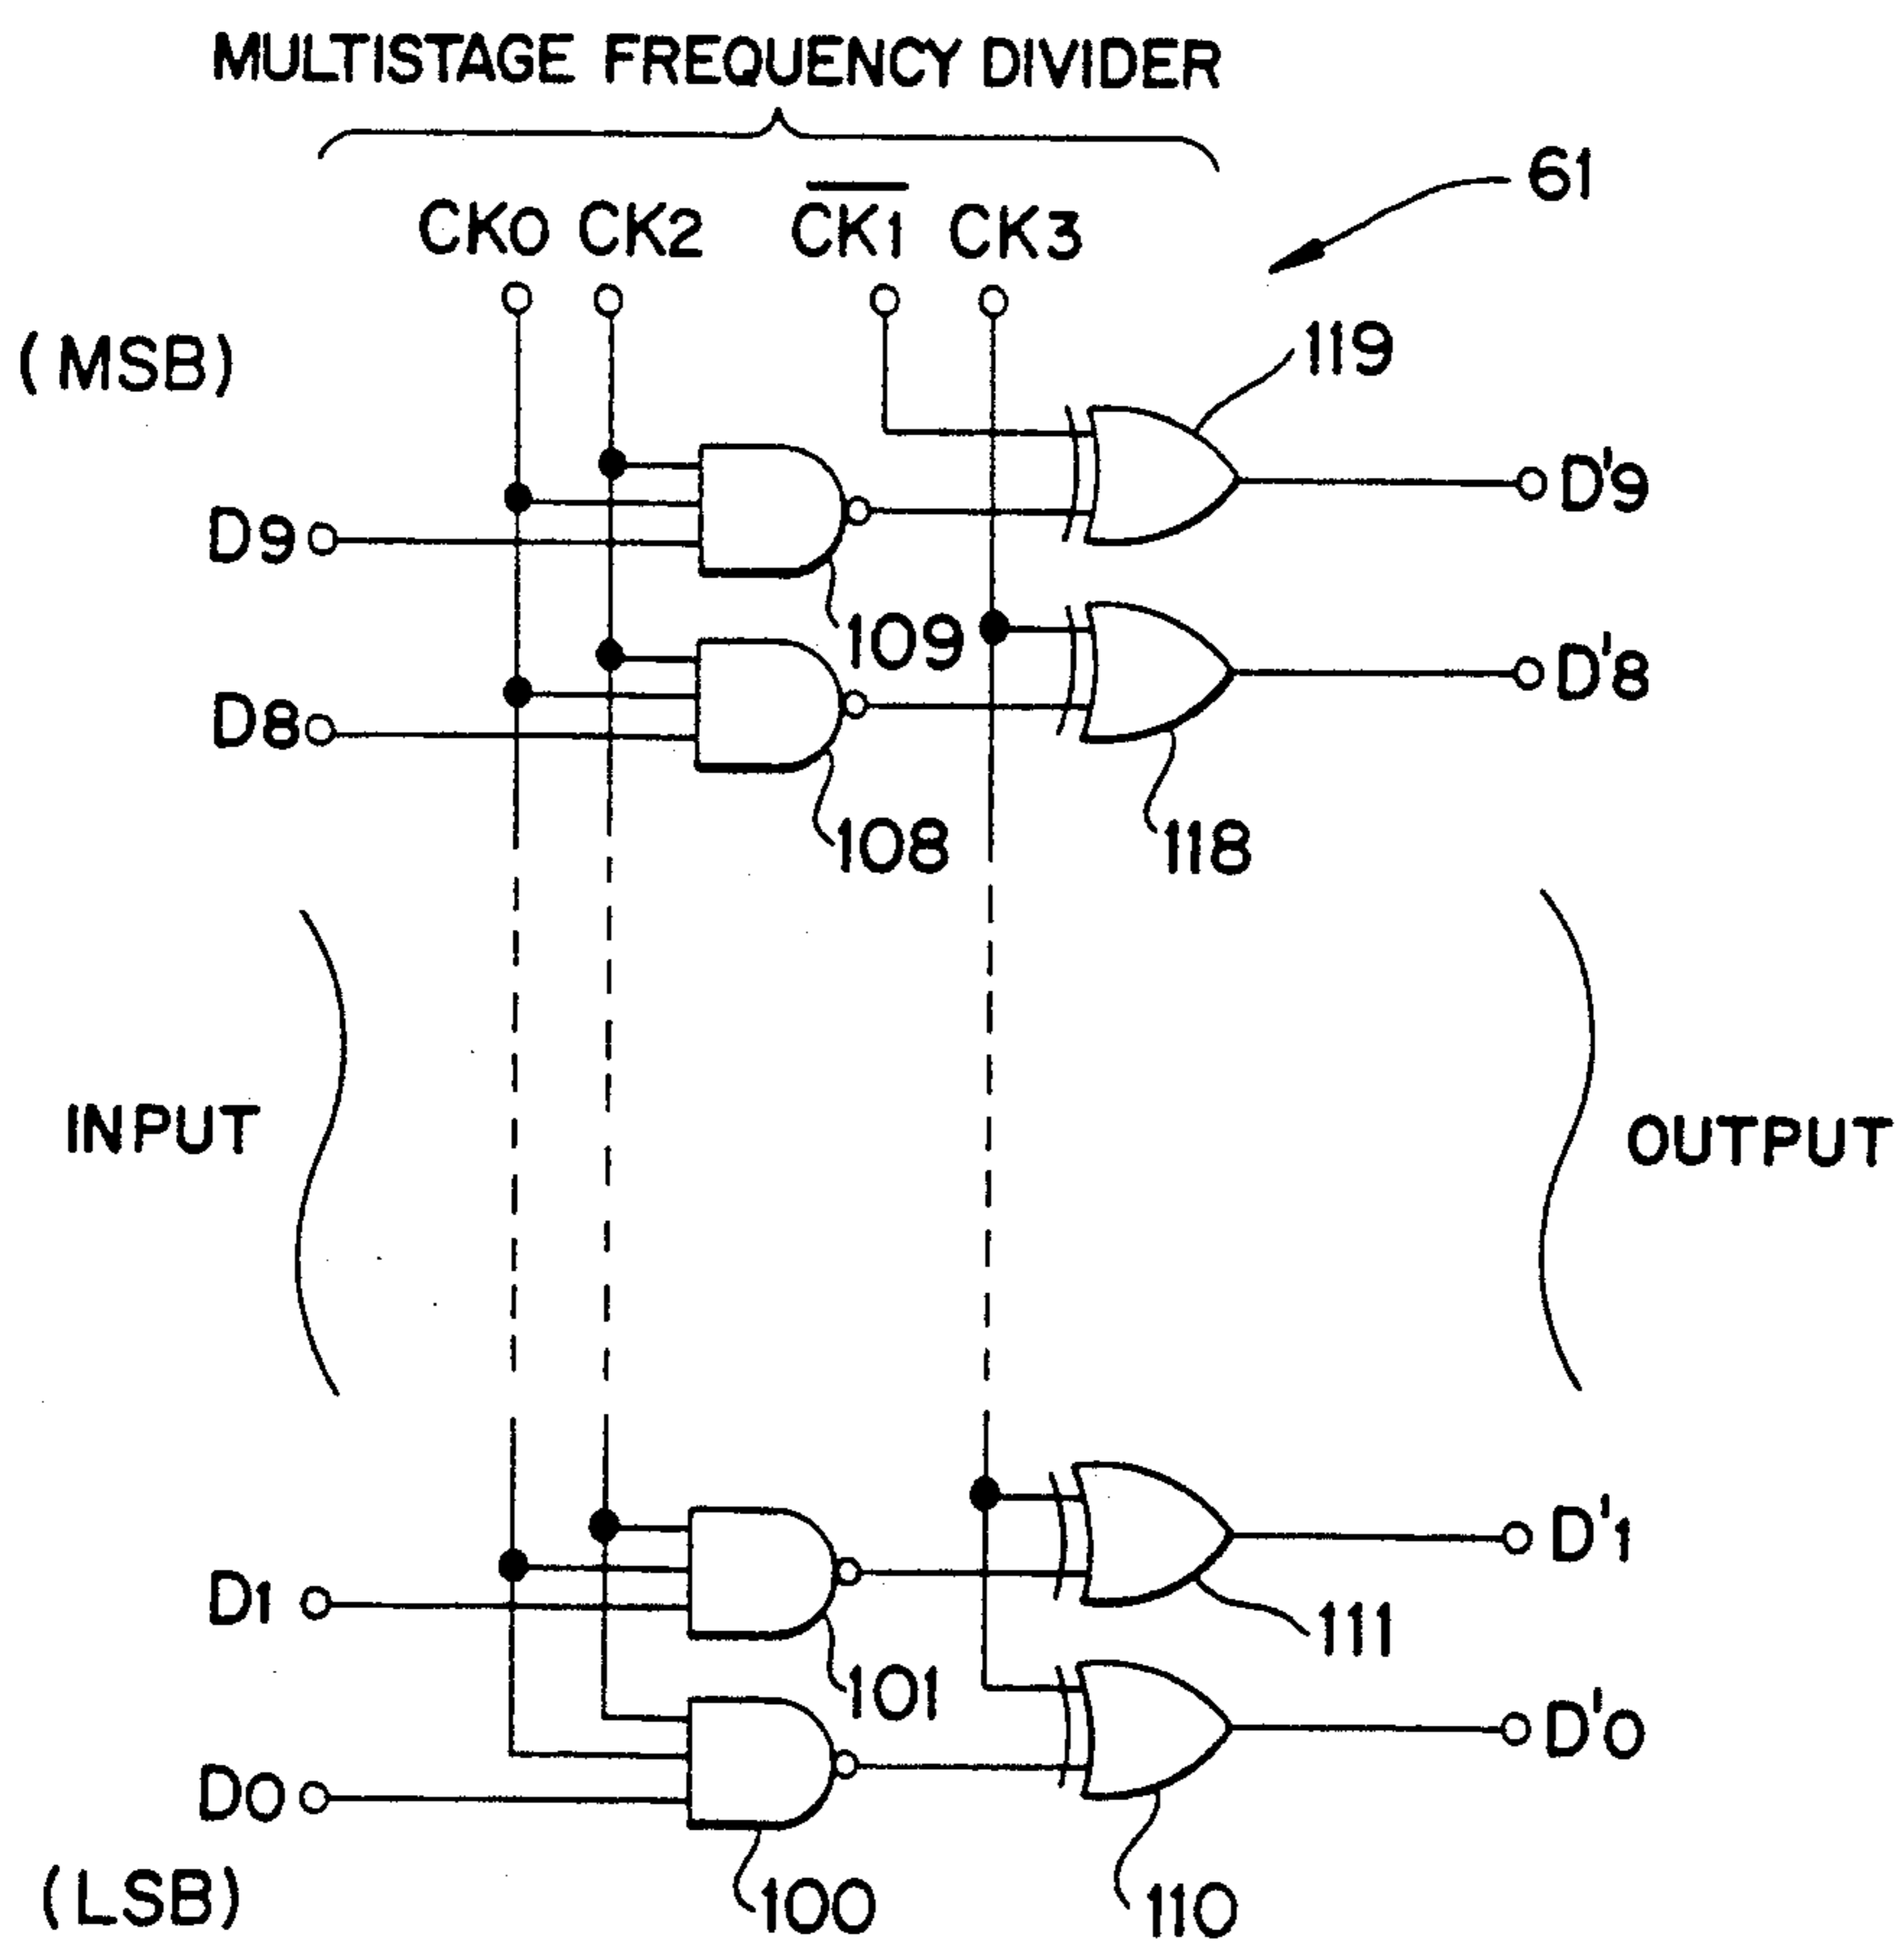 MULTISTAGE FREQUENCY DIVIDER
61
CK0 CK2 C̅K̅1̅ CK3
(MSB)
119
D'9
D9
109
D'8
D8
108
118
INPUT
OUTPUT
D'1
D1
111
101
D'0
D0
100
110
(LSB)